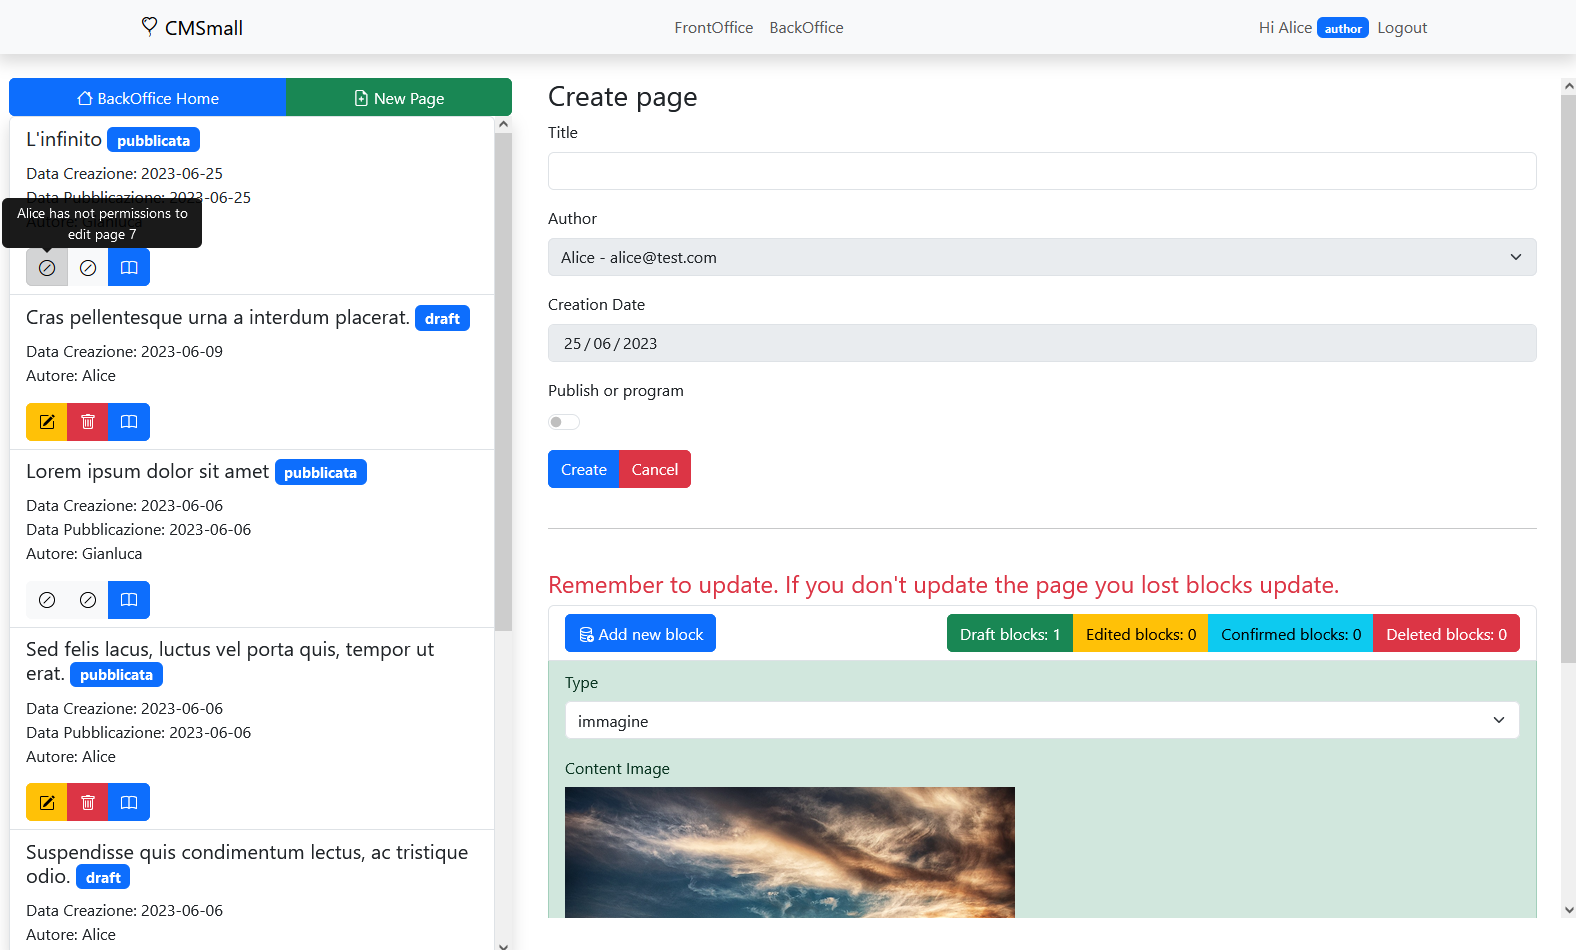 CMSmall
FrontOffice BackOffice
Hi Alice author Logout
BackOffice Home
New Page
L'infinito pubblicata
Data Creazione: 2023-06-25
Data Pubblicazione: 2023-06-25
Autore: Gianluca
Alice has not permissions to
edit page 7
Cras pellentesque urna a interdum placerat. draft
Data Creazione: 2023-06-09
Autore: Alice
Lorem ipsum dolor sit amet pubblicata
Data Creazione: 2023-06-06
Data Pubblicazione: 2023-06-06
Autore: Gianluca
Sed felis lacus, luctus vel porta quis, tempor ut
erat. pubblicata
Data Creazione: 2023-06-06
Data Pubblicazione: 2023-06-06
Autore: Alice
Suspendisse quis condimentum lectus, ac tristique
odio. draft
Data Creazione: 2023-06-06
Autore: Alice
Create page
Title
Author
Alice - alice@test.com
Creation Date
25/06/2023
Publish or program
Create Cancel
Remember to update. If you don't update the page you lost blocks update.
Add new block
Draft blocks: 1 Edited blocks: 0 Confirmed blocks: 0 Deleted blocks: 0
Type
immagine
Content Image